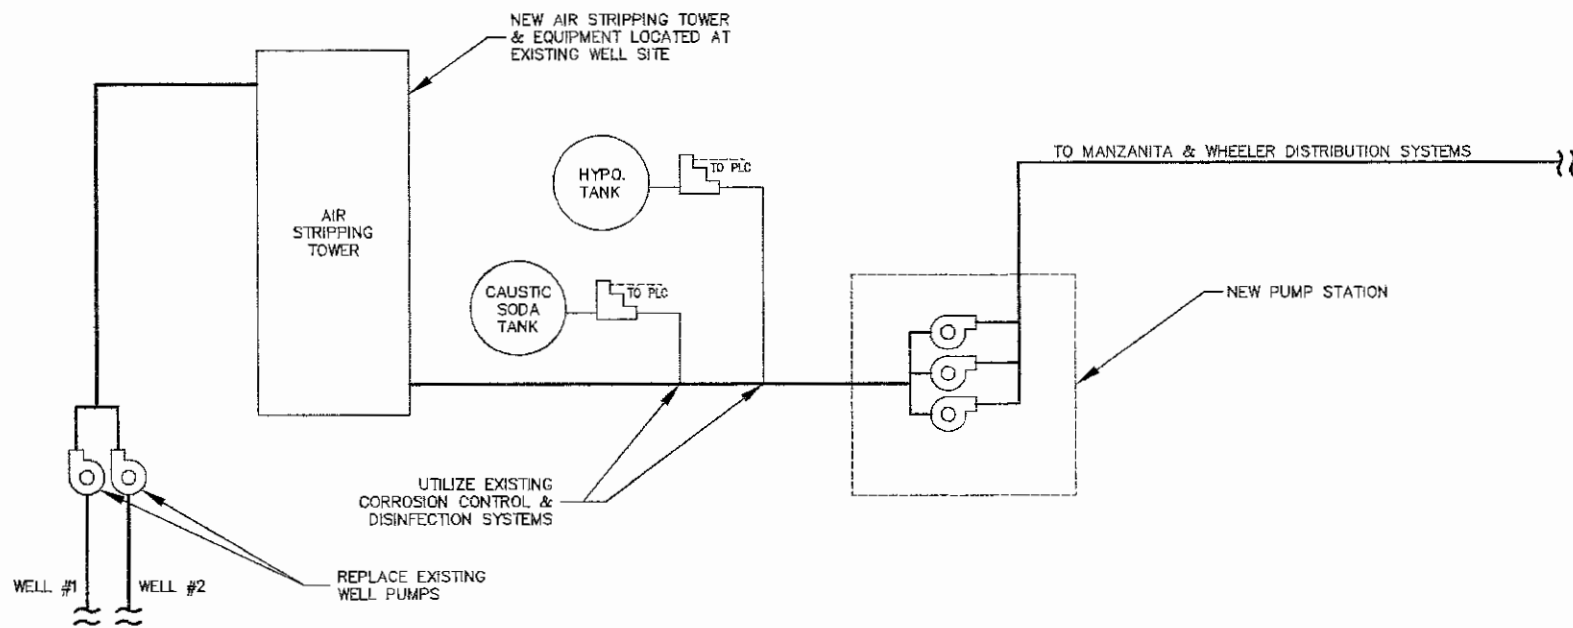 NEW AIR STRIPPING TOWER
& EQUIPMENT LOCATED AT
EXISTING WELL SITE
TO MANZANITA & WHEELER DISTRIBUTION SYSTEMS
HYPO.
TANK
TO PLC
AIR
STRIPPING
TOWER
CAUSTIC
SODA
TANK
TO PLC
NEW PUMP STATION
UTILIZE EXISTING
CORROSION CONTROL &
DISINFECTION SYSTEMS
WELL #1
WELL #2
REPLACE EXISTING
WELL PUMPS